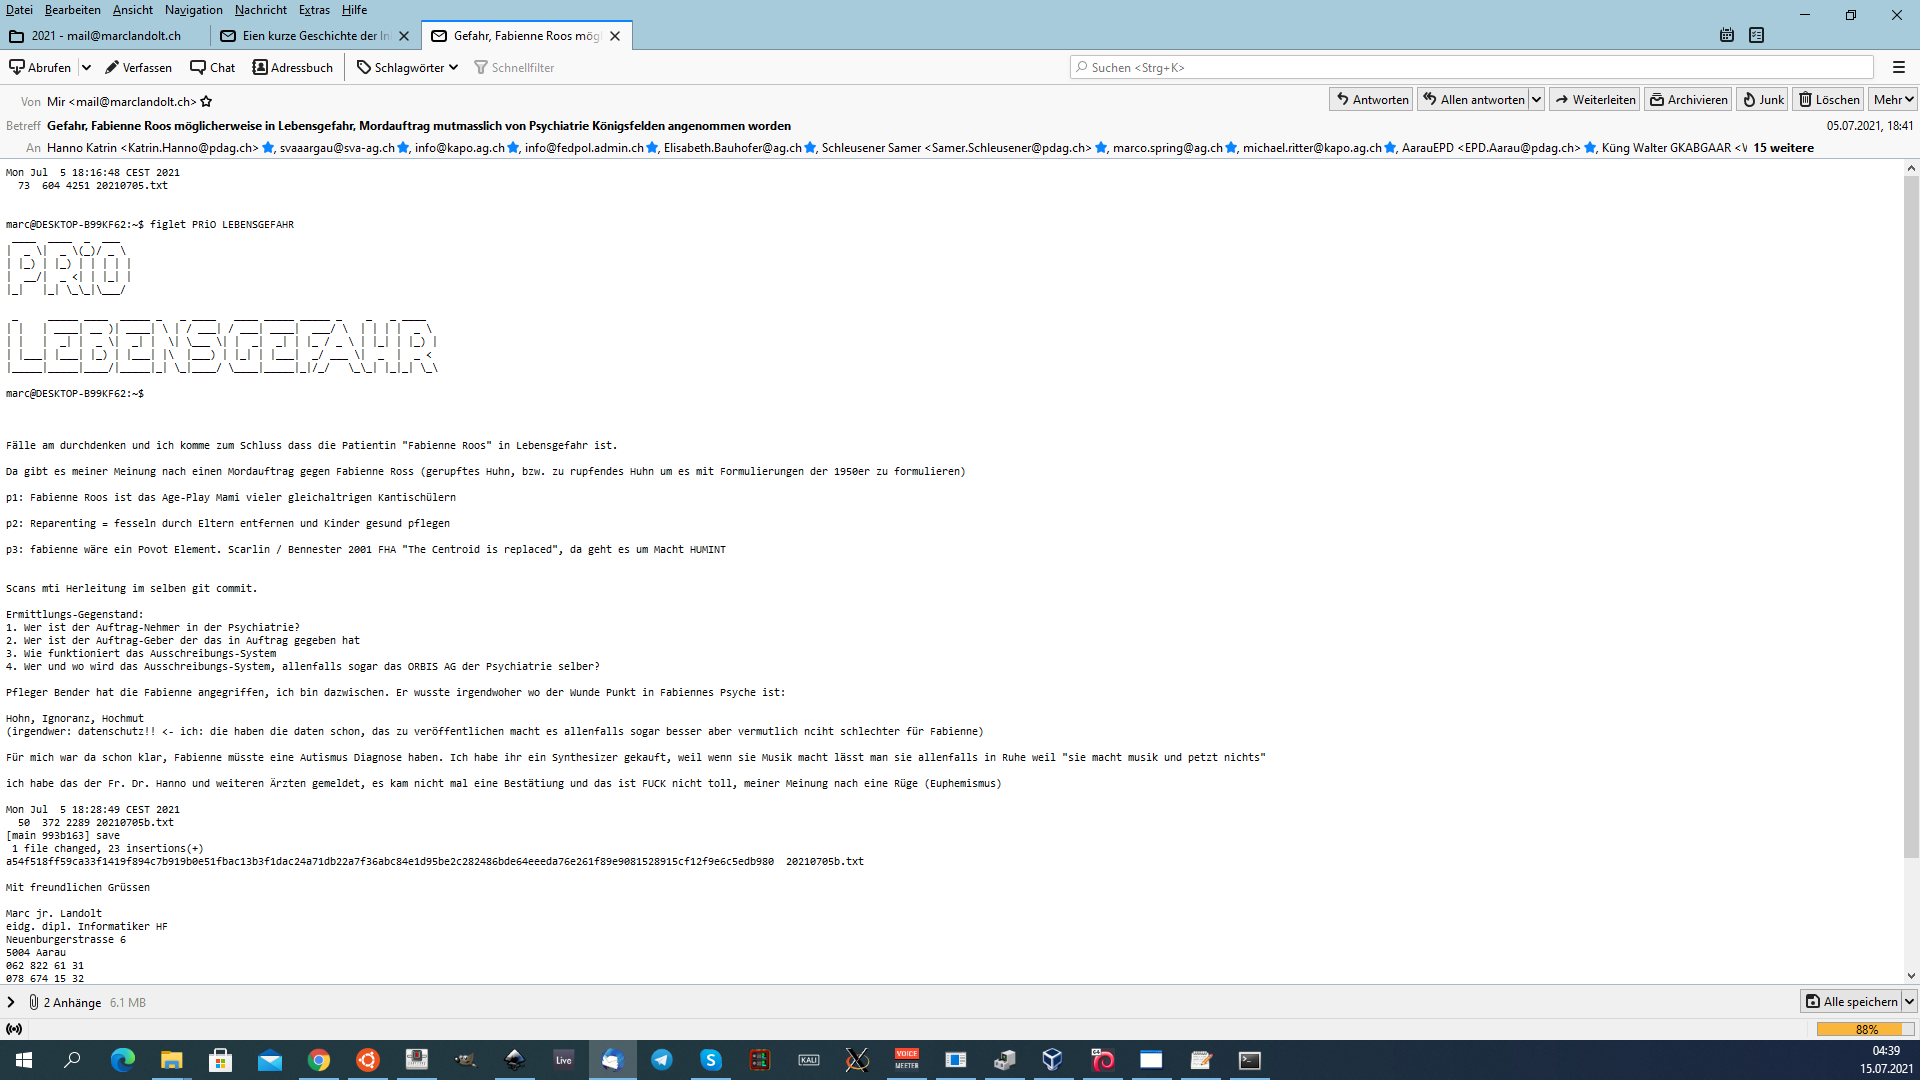 Datei Bearbeiten Ansicht Navigation Nachricht Extras Hilfe
2021 - mail@marclandolt.ch
Eien kurze Geschichte der In
Gefahr, Fabienne Roos mög
Abrufen Verfassen Chat Adressbuch Schlagwörter Schnellfilter
Suchen <Strg+K>
Von Mir <mail@marclandolt.ch>
Antworten Allen antworten Weiterleiten Archivieren Junk Löschen Mehr
Betreff Gefahr, Fabienne Roos möglicherweise in Lebensgefahr, Mordauftrag mutmasslich von Psychiatrie Königsfelden angenommen worden
05.07.2021, 18:41
An Hanno Katrin <Katrin.Hanno@pdag.ch>, svaaargau@sva-ag.ch, info@kapo.ag.ch, info@fedpol.admin.ch, Elisabeth.Bauhofer@ag.ch, Schleusener Samer <Samer.Schleusener@pdag.ch>, marco.spring@ag.ch, michael.ritter@kapo.ag.ch, AarauEPD <EPD.Aarau@pdag.ch>, Küng Walter GKABGAAR <V 15 weitere
Mon Jul  5 18:16:48 CEST 2021
73  604 4251 20210705.txt
marc@DESKTOP-B99KF62:~$ figlet PRiO LEBENSGEFAHR
PRiO
LEBENSGEFAHR
marc@DESKTOP-B99KF62:~$
Fälle am durchdenken und ich komme zum Schluss dass die Patientin "Fabienne Roos" in Lebensgefahr ist.
Da gibt es meiner Meinung nach einen Mordauftrag gegen Fabienne Ross (gerupftes Huhn, bzw. zu rupfendes Huhn um es mit Formulierungen der 1950er zu formulieren)
p1: Fabienne Roos ist das Age-Play Mami vieler gleichaltrigen Kantischülern
p2: Reparenting = fesseln durch Eltern entfernen und Kinder gesund pflegen
p3: fabienne wäre ein Povot Element. Scarlin / Bennester 2001 FHA "The Centroid is replaced", da geht es um Macht HUMINT
Scans mti Herleitung im selben git commit.
Ermittlungs-Gegenstand:
1. Wer ist der Auftrag-Nehmer in der Psychiatrie?
2. Wer ist der Auftrag-Geber der das in Auftrag gegeben hat
3. Wie funktioniert das Ausschreibungs-System
4. Wer und wo wird das Ausschreibungs-System, allenfalls sogar das ORBIS AG der Psychiatrie selber?
Pfleger Bender hat die Fabienne angegriffen, ich bin dazwischen. Er wusste irgendwoher wo der Wunde Punkt in Fabiennes Psyche ist:
Hohn, Ignoranz, Hochmut
(irgendwer: datenschutz!! <- ich: die haben die daten schon, das zu veröffentlichen macht es allenfalls sogar besser aber vermutlich nciht schlechter für Fabienne)
Für mich war da schon klar, Fabienne müsste eine Autismus Diagnose haben. Ich habe ihr ein Synthesizer gekauft, weil wenn sie Musik macht lässt man sie allenfalls in Ruhe weil "sie macht musik und petzt nichts"
ich habe das der Fr. Dr. Hanno und weiteren Ärzten gemeldet, es kam nicht mal eine Bestätiung und das ist FUCK nicht toll, meiner Meinung nach eine Rüge (Euphemismus)
Mon Jul  5 18:28:49 CEST 2021
50  372 2289 20210705b.txt
[main 993b163] save
1 file changed, 23 insertions(+)
a54f518ff59ca33f1419f894c7b919b0e51fbac13b3f1dac24a71db22a7f36abc84e1d95be2c282486bde64eeeda76e261f89e9081528915cf12f9e6c5edb980  20210705b.txt
Mit freundlichen Grüssen
Marc jr. Landolt
eidg. dipl. Informatiker HF
Neuenburgerstrasse 6
5004 Aarau
062 822 61 31
078 674 15 32
2 Anhänge 6.1 MB
Alle speichern
88%
Live
KALI
VOICE MEETER
04:39
15.07.2021